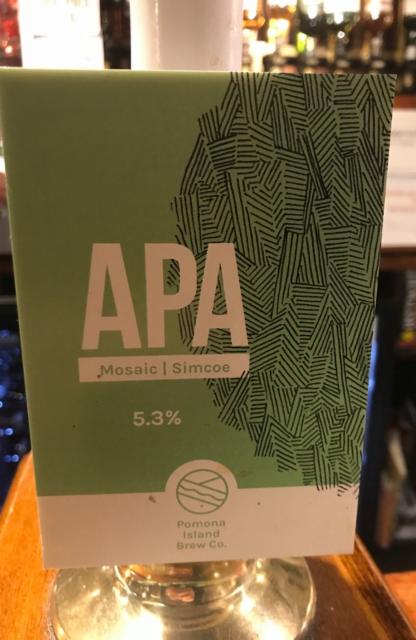 APA
Mosaic | Simcoe
5.3%
Pomona
Island
Brew Co.